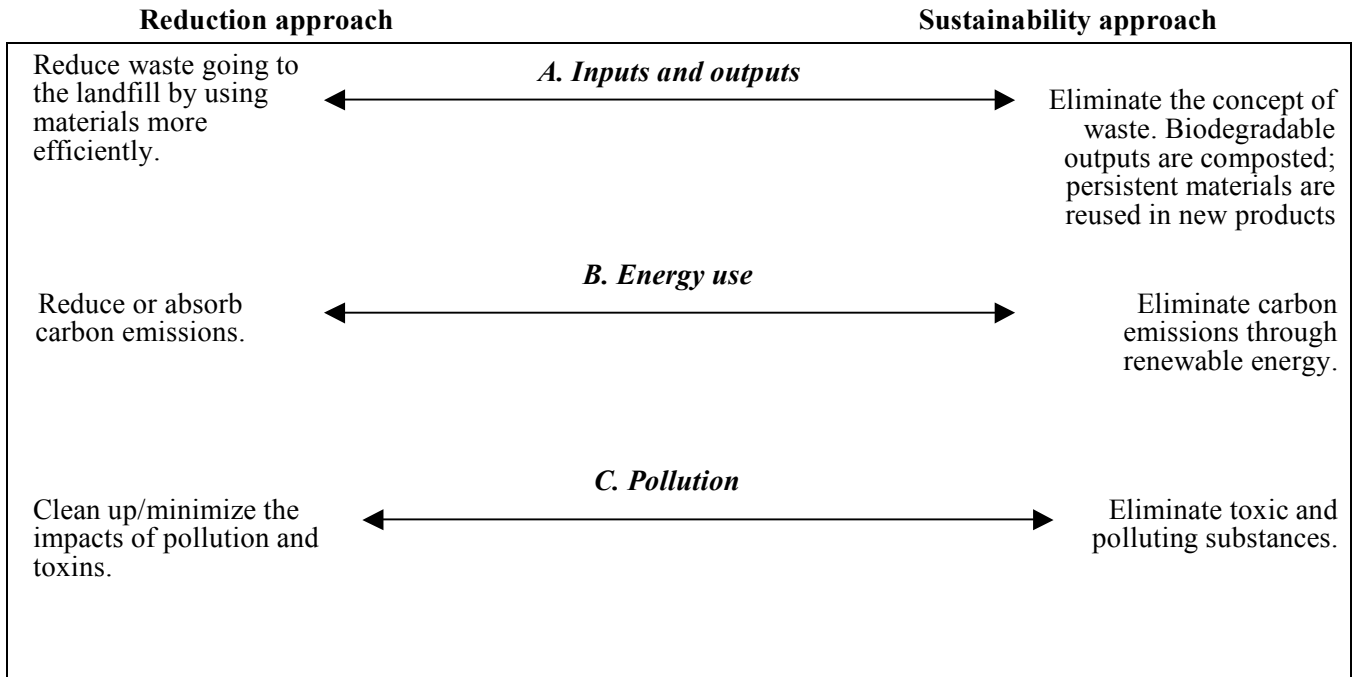 Reduction approach
Sustainability approach
Reduce waste going to
the landfill by using
materials more
efficiently.
A. Inputs and outputs
Eliminate the concept of
waste. Biodegradable
outputs are composted;
persistent materials are
reused in new products
Reduce or absorb
carbon emissions.
B. Energy use
Eliminate carbon
emissions through
renewable energy.
Clean up/minimize the
impacts of pollution and
toxins.
C. Pollution
Eliminate toxic and
polluting substances.